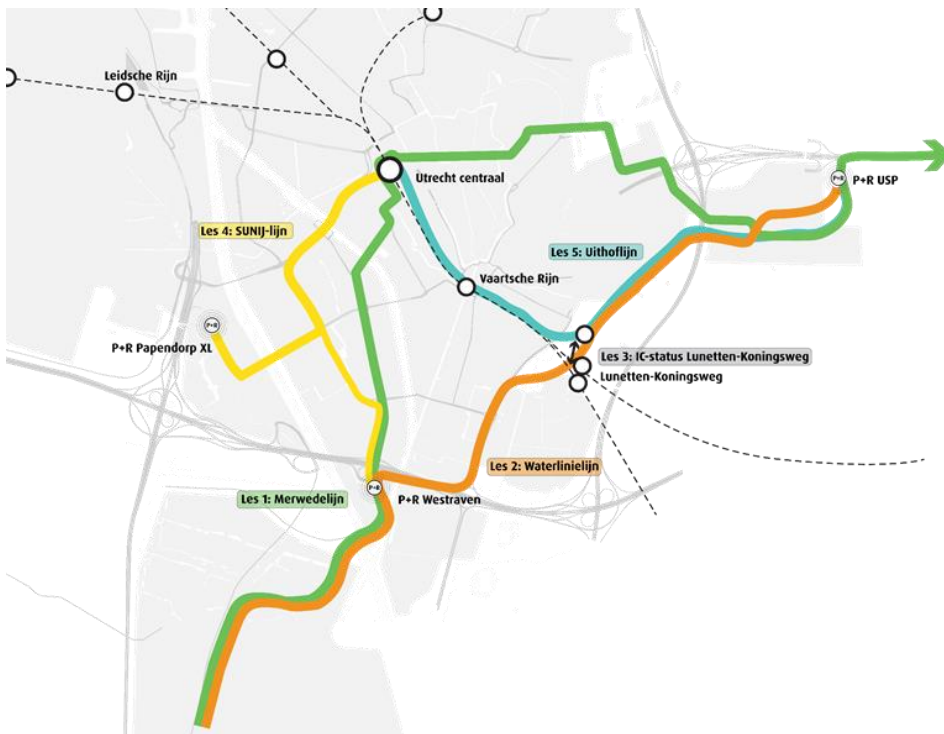 Leidsche Rijn
Utrecht centraal
P+R
P+R USP
Les 4: SUNIJ-lijn
Les 5: Uithoflijn
Vaartsche Rijn
P+R
P+R Papendorp XL
Les 3: IC-status Lunetten-Koningsweg
Lunetten-Koningsweg
Les 2: Waterlinielijn
P+R
Les 1: Merwedelijn
P+R Westraven